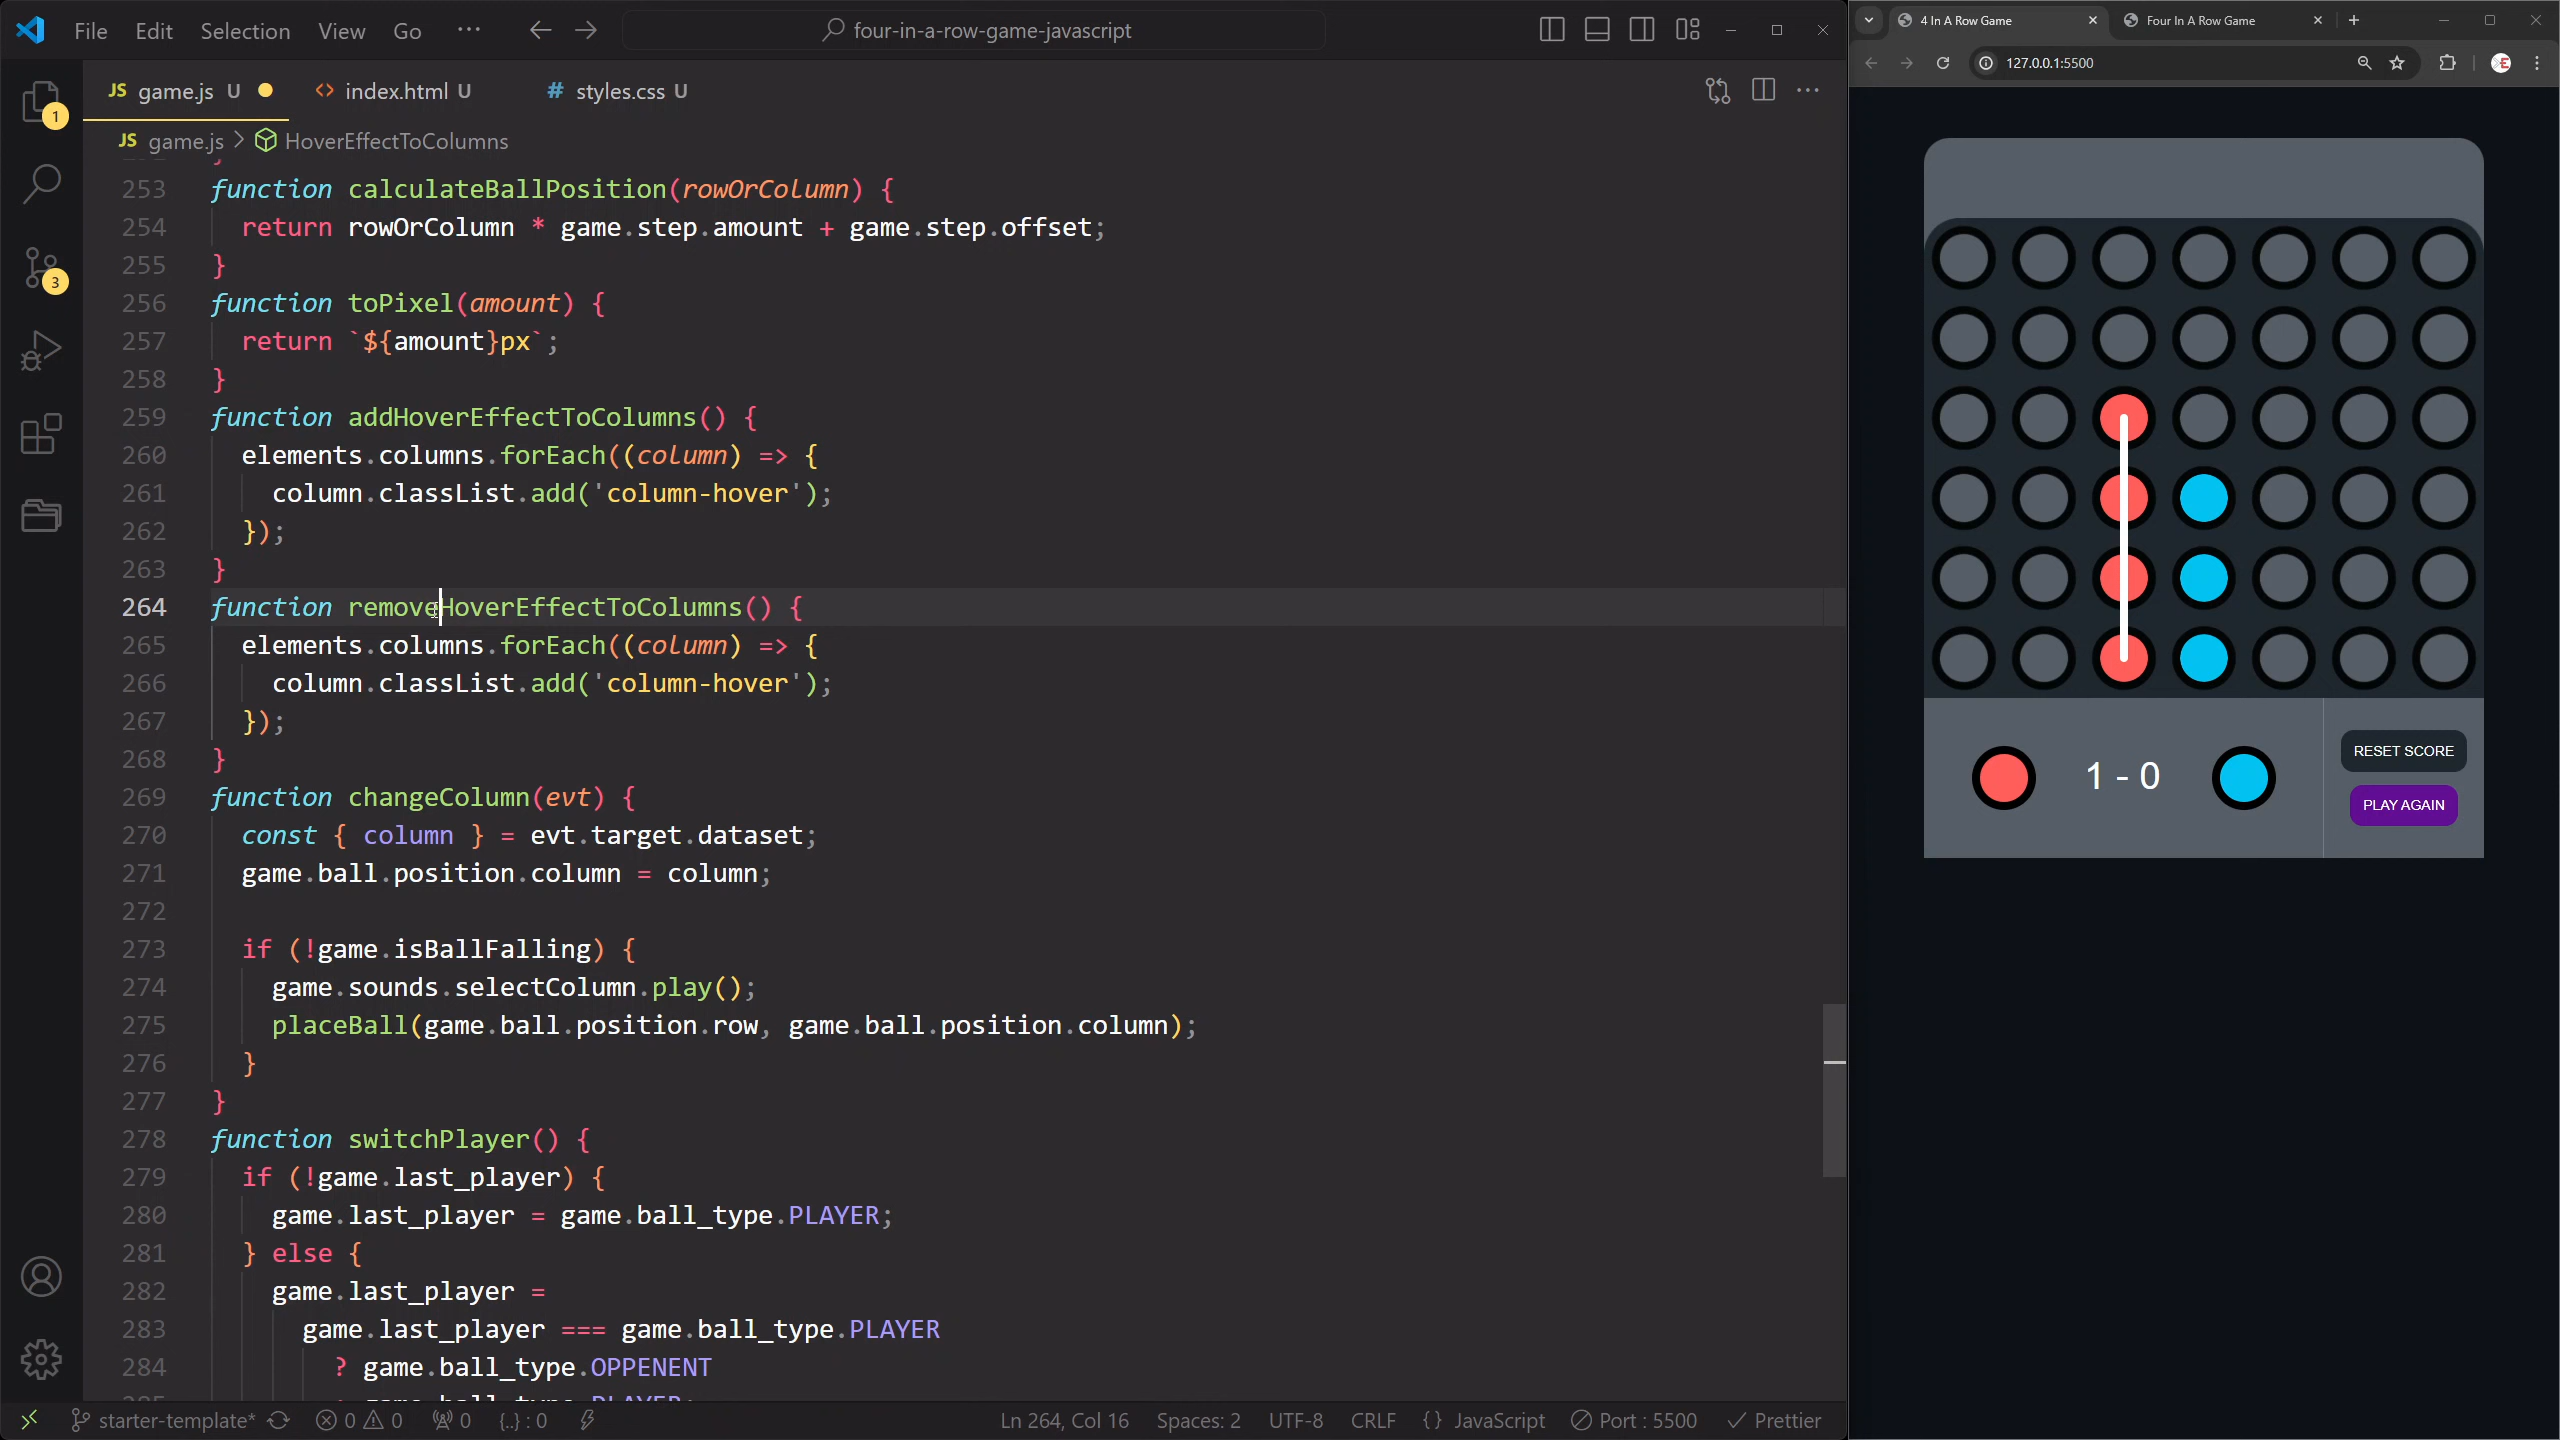 File Edit Selection View Go ··· four-in-a-row-game-javascript
JS game.js U index.html U # styles.css U
JS game.js > HoverEffectToColumns
253 function calculateBallPosition(rowOrColumn) {
254 return rowOrColumn * game.step.amount + game.step.offset;
255 }
256 function toPixel(amount) {
257 return `${amount}px`;
258 }
259 function addHoverEffectToColumns() {
260 elements.columns.forEach((column) => {
261 column.classList.add('column-hover');
262 });
263 }
264 function removeHoverEffectToColumns() {
265 elements.columns.forEach((column) => {
266 column.classList.add('column-hover');
267 });
268 }
269 function changeColumn(evt) {
270 const { column } = evt.target.dataset;
271 game.ball.position.column = column;
272
273 if (!game.isBallFalling) {
274 game.sounds.selectColumn.play();
275 placeBall(game.ball.position.row, game.ball.position.column);
276 }
277 }
278 function switchPlayer() {
279 if (!game.last_player) {
280 game.last_player = game.ball_type.PLAYER;
281 } else {
282 game.last_player =
283 game.last_player === game.ball_type.PLAYER
284 ? game.ball_type.OPPENENT
1
3
starter-template* 0 0 0 {..} : 0 Ln 264, Col 16 Spaces: 2 UTF-8 CRLF {} JavaScript Port : 5500 Prettier
4 In A Row Game Four In A Row Game
127.0.0.1:5500
1 - 0
RESET SCORE
PLAY AGAIN